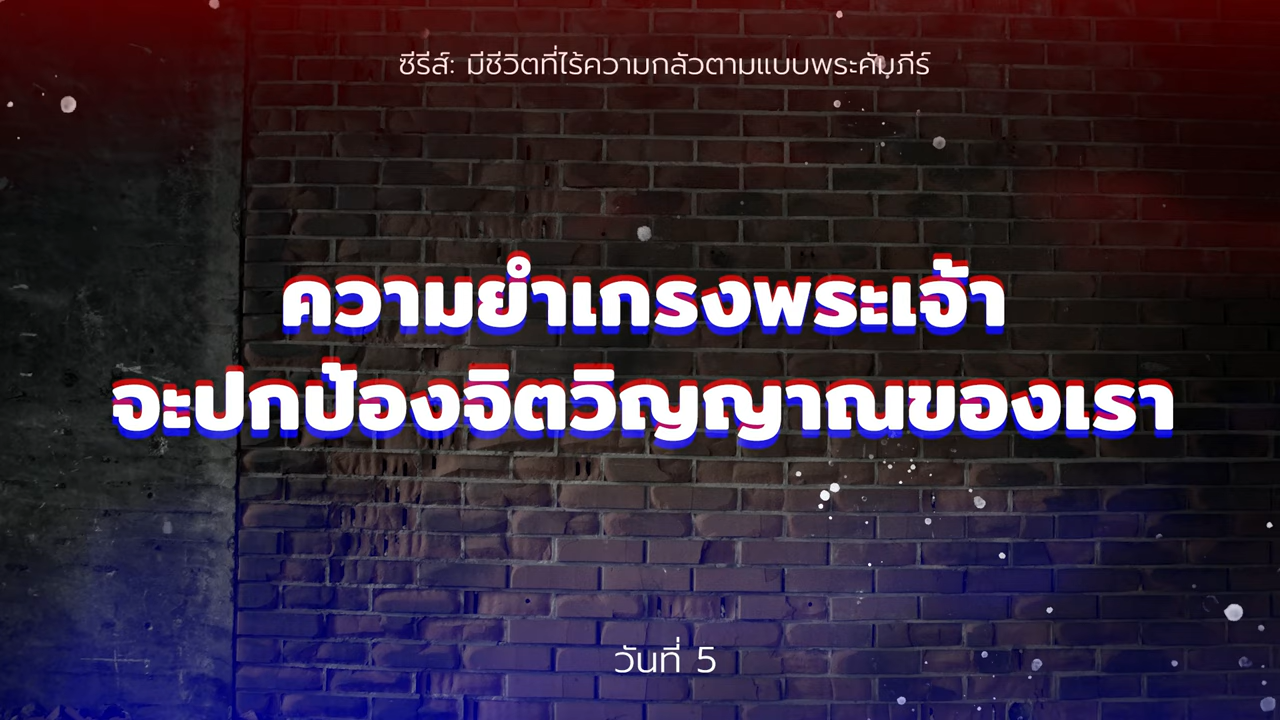 ซีรีส์: มีชีวิตที่ไร้ความกลัวตามแบบพระคัมภีร์
ความยำเกรงพระเจ้า
จะปกป้องจิตวิญญาณของเรา
วันที่ 5